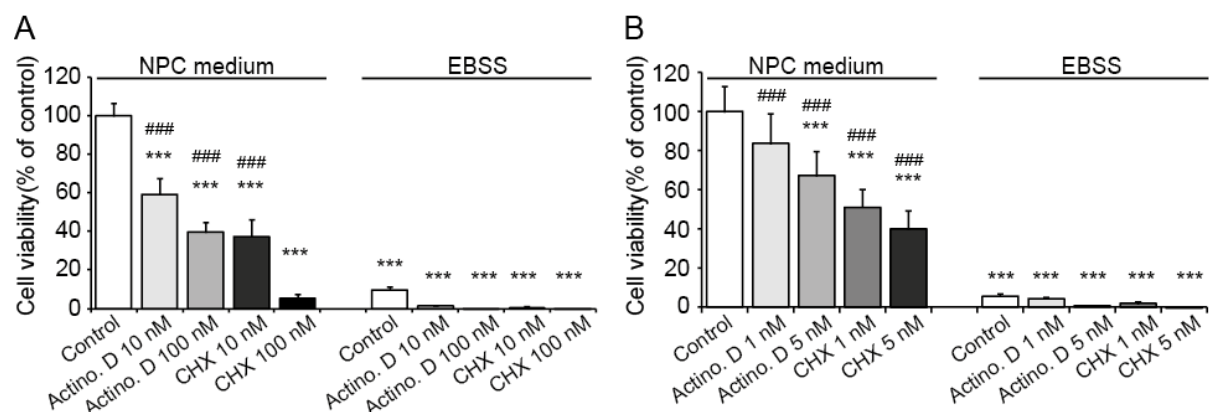 A
NPC medium
EBSS
Cell viability(% of control)
120
100
80
60
40
20
0
###
***
###
***
###
***
***
***
***
***
***
***
Control
Actino. D 10 nM
Actino. D 100 nM
CHX 10 nM
CHX 100 nM
Control
Actino. D 10 nM
Actino. D 100 nM
CHX 10 nM
CHX 100 nM
B
NPC medium
EBSS
Cell viability(% of control)
120
100
80
60
40
20
0
###
###
***
###
***
###
***
***
***
***
***
***
Control
Actino. D 1 nM
Actino. D 5 nM
CHX 1 nM
CHX 5 nM
Control
Actino. D 1 nM
Actino. D 5 nM
CHX 1 nM
CHX 5 nM